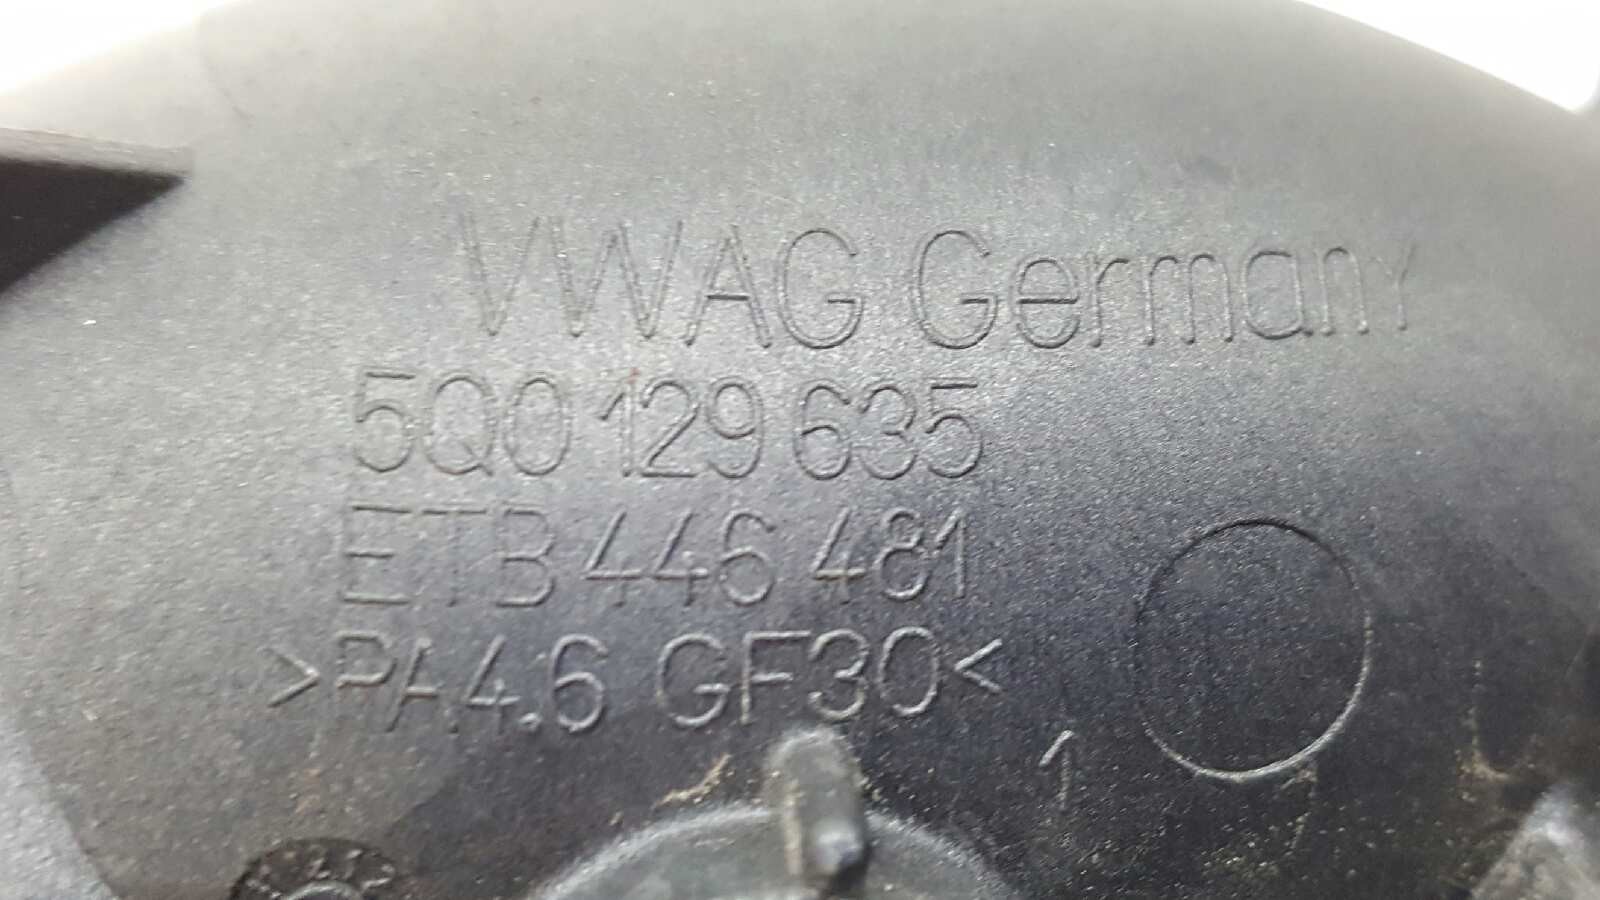 VWAG Germany
5Q0 129 635
ETB 446 481
>PA4.6 GF30<
1